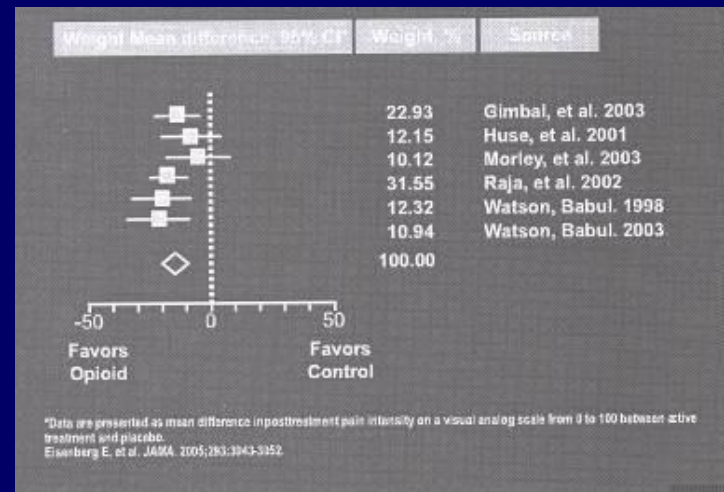 Weight Mean difference, 95% CI* Weight, % Source
22.93 Gimbal, et al. 2003
12.15 Huse, et al. 2001
10.12 Morley, et al. 2003
31.55 Raja, et al. 2002
12.32 Watson, Babul. 1998
10.94 Watson, Babul. 2003
100.00
-50 0 50
Favors Opioid
Favors Control
*Data are presented as mean difference inposttreatment pain intensity on a visual analog scale from 0 to 100 between active
treatment and placebo.
Eisenberg E, et al. JAMA. 2005;293:3043-3052.